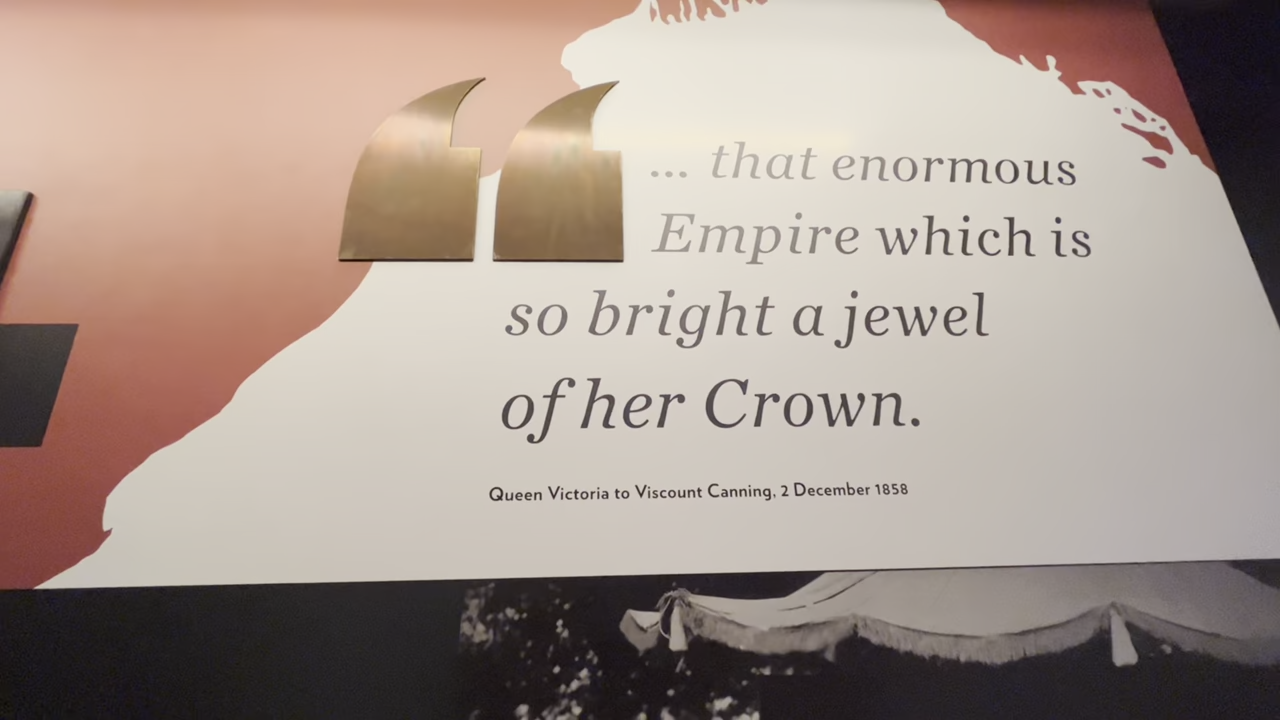 ... that enormous
Empire which is
so bright a jewel
of her Crown.
Queen Victoria to Viscount Canning, 2 December 1858